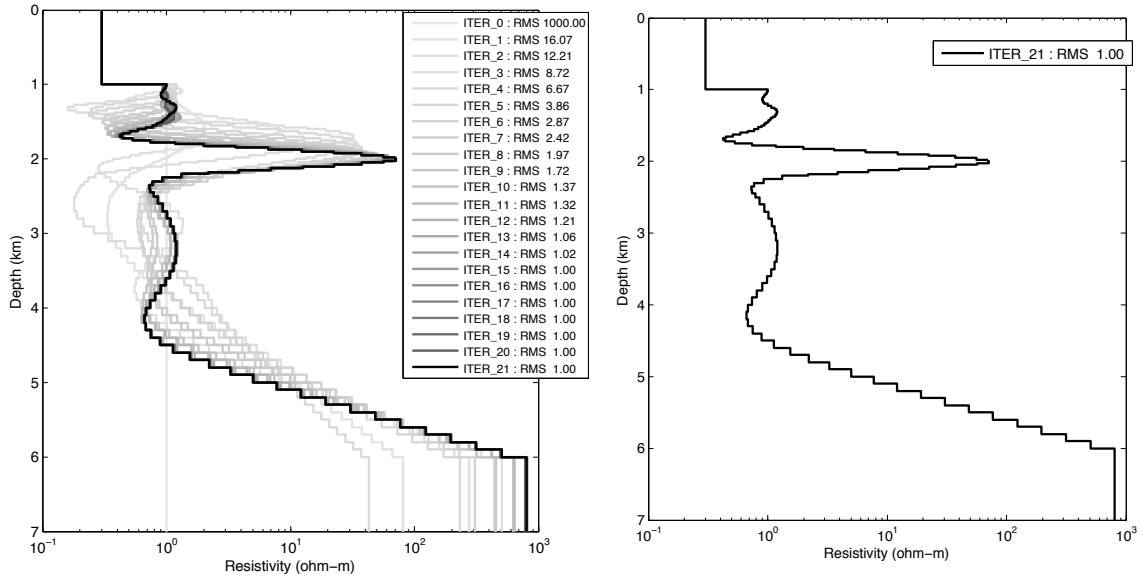 0
1
2
3
4
5
6
7
Depth (km)
10^-1
10^0
10^1
10^2
10^3
Resistivity (ohm-m)
ITER_0 : RMS 1000.00
ITER_1 : RMS 16.07
ITER_2 : RMS 12.21
ITER_3 : RMS 8.72
ITER_4 : RMS 6.67
ITER_5 : RMS 3.86
ITER_6 : RMS 2.87
ITER_7 : RMS 2.42
ITER_8 : RMS 1.97
ITER_9 : RMS 1.72
ITER_10 : RMS 1.37
ITER_11 : RMS 1.32
ITER_12 : RMS 1.21
ITER_13 : RMS 1.06
ITER_14 : RMS 1.02
ITER_15 : RMS 1.00
ITER_16 : RMS 1.00
ITER_17 : RMS 1.00
ITER_18 : RMS 1.00
ITER_19 : RMS 1.00
ITER_20 : RMS 1.00
ITER_21 : RMS 1.00
0
1
2
3
4
5
6
7
Depth (km)
10^-1
10^0
10^1
10^2
10^3
Resistivity (ohm-m)
ITER_21 : RMS 1.00